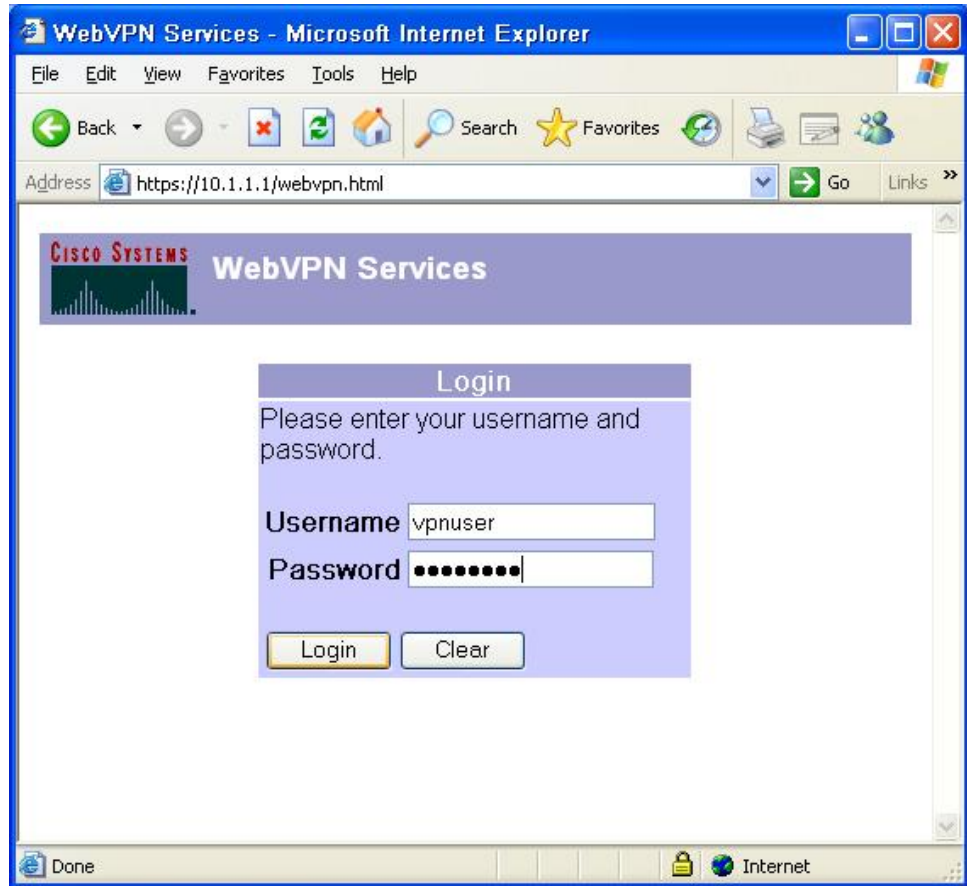 WebVPN Services - Microsoft Internet Explorer
File Edit View Favorites Tools Help
Back Search Favorites
Address https://10.1.1.1/webvpn.html Go Links »
CISCO SYSTEMS
WebVPN Services
Login
Please enter your username and
password.
Username vpnuser
Password ••••••••
Login Clear
Done Internet